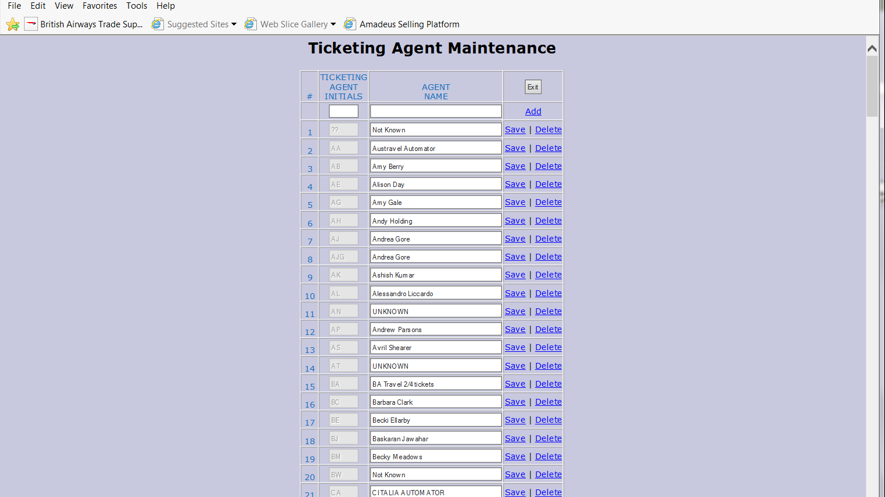 File Edit View Favorites Tools Help
British Airways Trade Sup... Suggested Sites Web Slice Gallery Amadeus Selling Platform
Ticketing Agent Maintenance
# TICKETING AGENT INITIALS AGENT NAME Exit
Add
1 ?? Not Known Save | Delete
2 AA Austravel Automator Save | Delete
3 AB Amy Berry Save | Delete
4 AE Alison Day Save | Delete
5 AG Amy Gale Save | Delete
6 AH Andy Holding Save | Delete
7 AJ Andrea Gore Save | Delete
8 AJG Andrea Gore Save | Delete
9 AK Ashish Kumar Save | Delete
10 AL Alessandro Liccardo Save | Delete
11 AN UNKNOWN Save | Delete
12 AP Andrew Parsons Save | Delete
13 AS Avril Shearer Save | Delete
14 AT UNKNOWN Save | Delete
15 BA BA Travel 2/4 tickets Save | Delete
16 BC Barbara Clark Save | Delete
17 BE Becki Ellarby Save | Delete
18 BJ Baskaran Jawahar Save | Delete
19 BM Becky Meadows Save | Delete
20 BW Not Known Save | Delete
21 CA CITALIA AUTOMATOR Save | Delete